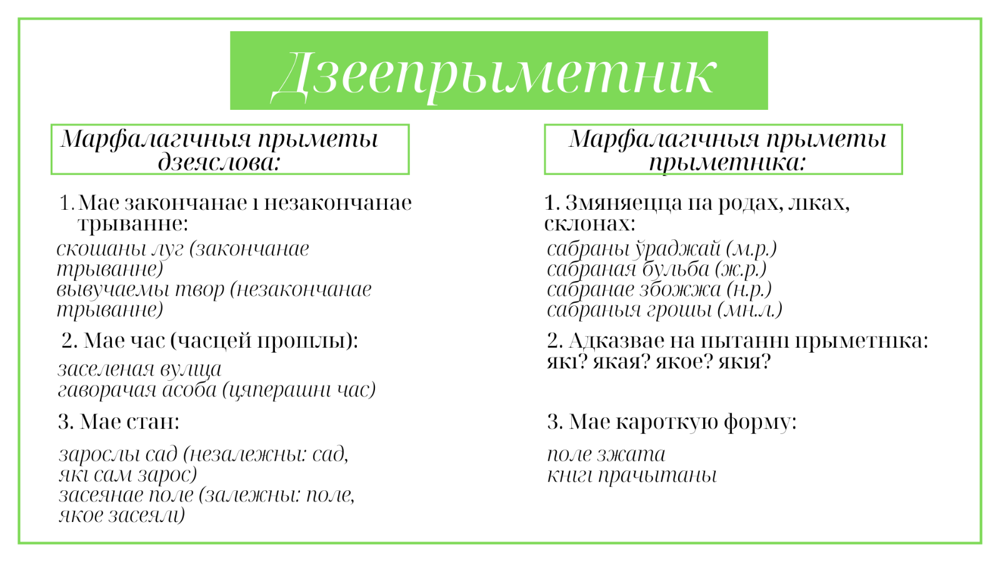 Дзеепрыметнік
Марфалагічныя прыметы
дзеяслова:
1. Мае закончанае і незакончанае
трыванне:
скошаны луг (закончанае
трыванне)
вывучаемы твор (незакончанае
трыванне)
2. Мае час (часцей прошлы):
заселеная вуліца
гаворачая асоба (цяперашні час)
3. Мае стан:
зарослы сад (незалежны: сад,
які сам зарос)
засеянае поле (залежны: поле,
якое засеялі)
Марфалагічныя прыметы
прыметніка:
1. Змяняецца па родах, ліках,
склонах:
сабраны ўраджай (м.р.)
сабраная бульба (ж.р.)
сабранае збожжа (н.р.)
сабраныя грошы (мн.л.)
2. Адказвае на пытанні прыметніка:
які? якая? якое? якія?
3. Мае кароткую форму:
поле зжата
кнігі прачытаны